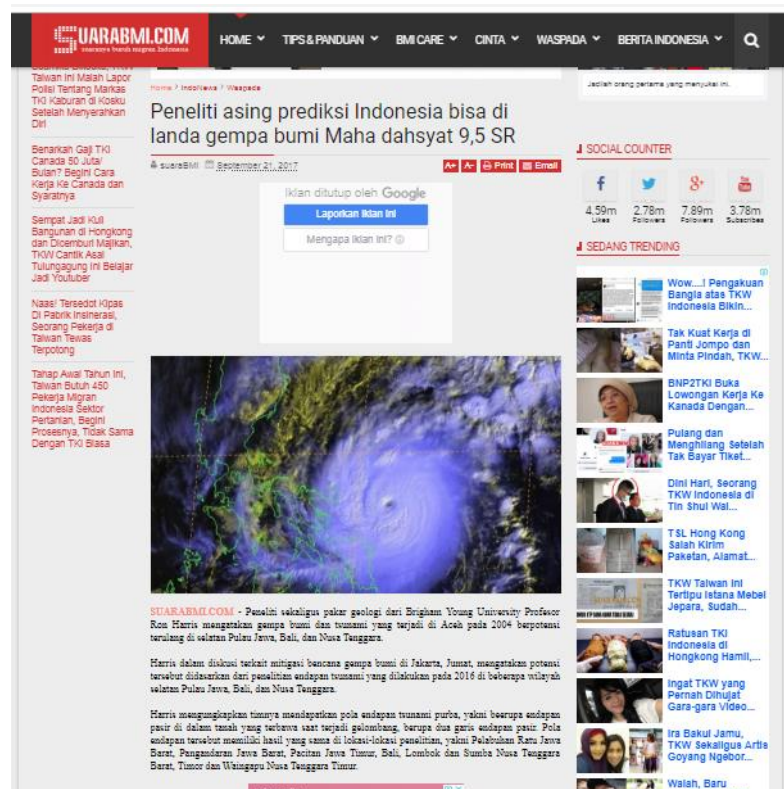 SUARABMI.COM
suaranya buruh migran Indonesia
HOME TIPS & PANDUAN BMI CARE CINTA WASPADA BERITA INDONESIA
Taiwan Ini Malah Lapor
Polisi Tentang Markas
TKI Kaburan di Kosku
Setelah Menyerahkan
Diri
Benarkah Gaji TKI
Canada 50 Juta/
Bulan? Begini Cara
Kerja Ke Canada dan
Syaratnya
Sempat Jadi Kuli
Bangunan di Hongkong
dan Dicemburui Majikan,
TKW Cantik Asal
Tulungagung Ini Belajar
Jadi Youtuber
Naas! Tersedot Kipas
Di Pabrik Insinerasi,
Seorang Pekerja di
Taiwan Tewas
Terpotong
Tahap Awal Tahun Ini,
Taiwan Butuh 450
Pekerja Migran
Indonesia Sektor
Pertanian, Begini
Prosesnya, Tidak Sama
Dengan TKI Biasa
Home > IndoNews > Waspada
Peneliti asing prediksi Indonesia bisa di
landa gempa bumi Maha dahsyat 9,5 SR
suaraBMI September 21, 2017
A+ A- Print Email
Iklan ditutup oleh Google
Laporkan iklan ini
Mengapa iklan ini?
SUARABMI.COM - Peneliti sekaligus pakar geologi dari Brigham Young University Profesor
Ron Harris mengatakan gempa bumi dan tsunami yang terjadi di Aceh pada 2004 berpotensi
terulang di selatan Pulau Jawa, Bali, dan Nusa Tenggara.
Harris dalam diskusi terkait mitigasi bencana gempa bumi di Jakarta, Jumat, mengatakan potensi
tersebut didasarkan dari penelitian endapan tsunami yang dilakukan pada 2016 di beberapa wilayah
selatan Pulau Jawa, Bali, dan Nusa Tenggara.
Harris mengungkapkan timnya mendapatkan pola endapan tsunami purba, yakni beerupa endapan
pasir di dalam tanah yang terbawa saat terjadi gelombang, berupa dua garis endapan pasir. Pola
endapan tersebut memiliki hasil yang sama di lokasi-lokasi penelitian, yakni Pelabuhan Ratu Jawa
Barat, Pangandaran Jawa Barat, Pacitan Jawa Timur, Bali, Lombok dan Sumba Nusa Tenggara
Barat, Timor dan Waingapu Nusa Tenggara Timur.
Jadilah orang pertama yang menyukai ini.
SOCIAL COUNTER
4.59m 2.78m 7.89m 3.78m
Likes Followers Followers Subscribes
SEDANG TRENDING
Wow....! Pengakuan
Bangla atas TKW
Indonesia Bikin...
Tak Kuat Kerja di
Panti Jompo dan
Minta Pindah, TKW...
BNP2TKI Buka
Lowongan Kerja Ke
Kanada Dengan...
Pulang dan
Menghilang Setelah
Tak Bayar Tiket...
Dini Hari, Seorang
TKW Indonesia di
Tin Shui Wai...
TSL Hong Kong
Salah Kirim
Paketan, Alamat...
TKW Taiwan Ini
Tertipu Istana Mebel
Jepara, Sudah...
Ratusan TKI
Indonesia di
Hongkong Hamil,...
Ingat TKW yang
Pernah Dihujat
Gara-gara Video...
Ira Bakul Jamu,
TKW Sekaligus Artis
Goyang Ngebor...
Walah, Baru